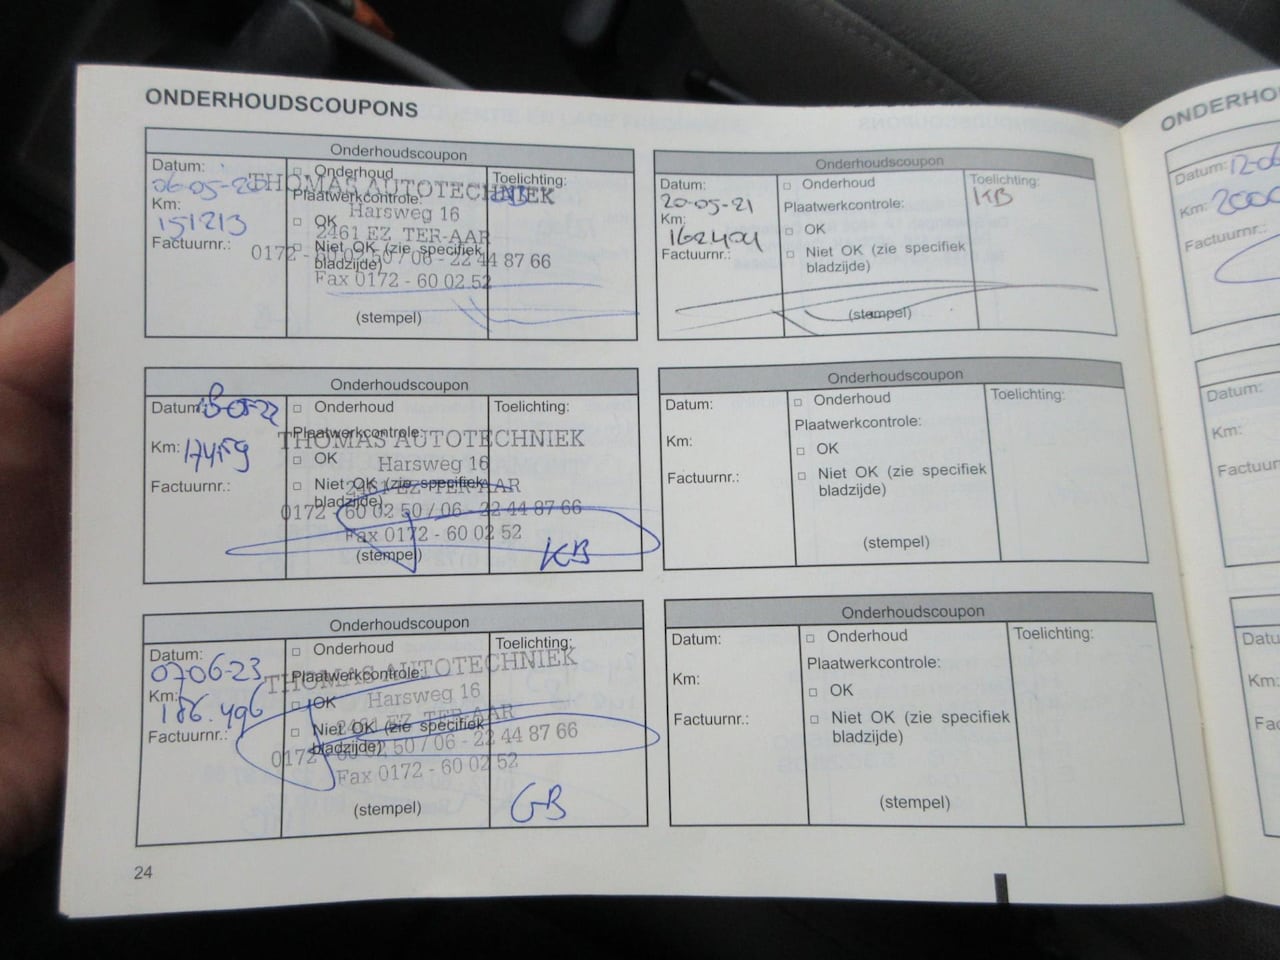 ONDERHOUDSCOUPONS
Onderhoudscoupon
Datum:
06-05-20
Km:
151213
Factuurnr.:
□ Onderhoud
Plaatwerkcontrole:
□ OK
□ Niet OK (zie specifiek
bladzijde)
(stempel)
Toelichting:
THOMAS AUTOTECHNIEK
Harsweg 16
2461 EZ TER-AAR
0172 - 60 02 50 / 06 - 22 44 87 66
Fax 0172 - 60 02 52
Onderhoudscoupon
Datum:
20-05-21
Km:
162404
Factuurnr.:
□ Onderhoud
Plaatwerkcontrole:
□ OK
□ Niet OK (zie specifiek
bladzijde)
(stempel)
Toelichting:
KB
Onderhoudscoupon
Datum:
Km:
Factuurnr.:
□ Onderhoud
Plaatwerkcontrole:
□ OK
□ Niet OK (zie specifiek
bladzijde)
(stempel)
Toelichting:
THOMAS AUTOTECHNIEK
Harsweg 16
2461 EZ TER-AAR
0172 - 60 02 50 / 06 - 22 44 87 66
Fax 0172 - 60 02 52
KB
Onderhoudscoupon
Datum:
Km:
Factuurnr.:
□ Onderhoud
Plaatwerkcontrole:
□ OK
□ Niet OK (zie specifiek
bladzijde)
(stempel)
Toelichting:
Onderhoudscoupon
Datum:
07-06-23
Km:
186.496
Factuurnr.:
□ Onderhoud
Plaatwerkcontrole:
□ OK
□ Niet OK (zie specifiek
bladzijde)
(stempel)
Toelichting:
THOMAS AUTOTECHNIEK
Harsweg 16
2461 EZ TER-AAR
0172 - 60 02 50 / 06 - 22 44 87 66
Fax 0172 - 60 02 52
GB
Onderhoudscoupon
Datum:
Km:
Factuurnr.:
□ Onderhoud
Plaatwerkcontrole:
□ OK
□ Niet OK (zie specifiek
bladzijde)
(stempel)
Toelichting:
24
ONDERHO
Datum:
Km:
Factuurnr.:
Datum:
Km:
Factuur
Datu
Km:
Fac